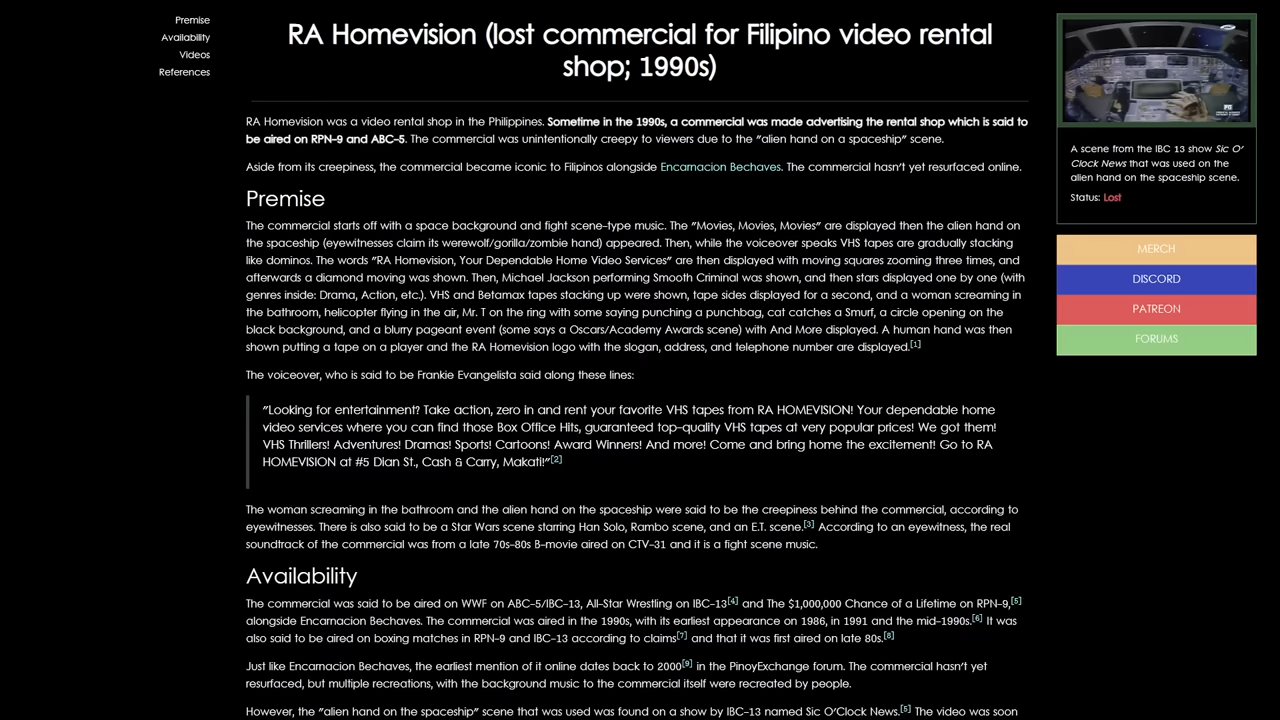 Premise
Availability
Videos
References
RA Homevision (lost commercial for Filipino video rental
shop; 1990s)
RA Homevision was a video rental shop in the Philippines. Sometime in the 1990s, a commercial was made advertising the rental shop which is said to
be aired on RPN-9 and ABC-5. The commercial was unintentionally creepy to viewers due to the "alien hand on a spaceship" scene.
Aside from its creepiness, the commercial became iconic to Filipinos alongside Encarnacion Bechaves. The commercial hasn't yet resurfaced online.
Premise
The commercial starts off with a space background and fight scene-type music. The "Movies, Movies, Movies" are displayed then the alien hand on
the spaceship (eyewitnesses claim its werewolf/gorilla/zombie hand) appeared. Then, while the voiceover speaks VHS tapes are gradually stacking
like dominos. The words "RA Homevision, Your Dependable Home Video Services" are then displayed with moving squares zooming three times, and
afterwards a diamond moving was shown. Then, Michael Jackson performing Smooth Criminal was shown, and then stars displayed one by one (with
genres inside: Drama, Action, etc.). VHS and Betamax tapes stacking up were shown, tape sides displayed for a second, and a woman screaming in
the bathroom, helicopter flying in the air, Mr. T on the ring with some saying punching a punchbag, cat catches a Smurf, a circle opening on the
black background, and a blurry pageant event (some says a Oscars/Academy Awards scene) with And More displayed. A human hand was then
shown putting a tape on a player and the RA Homevision logo with the slogan, address, and telephone number are displayed.[1]
The voiceover, who is said to be Frankie Evangelista said along these lines:
"Looking for entertainment? Take action, zero in and rent your favorite VHS tapes from RA HOMEVISION! Your dependable home
video services where you can find those Box Office Hits, guaranteed top-quality VHS tapes at very popular prices! We got them!
VHS Thrillers! Adventures! Dramas! Sports! Cartoons! Award Winners! And more! Come and bring home the excitement! Go to RA
HOMEVISION at #5 Dian St., Cash & Carry, Makati!"[2]
The woman screaming in the bathroom and the alien hand on the spaceship were said to be the creepiness behind the commercial, according to
eyewitnesses. There is also said to be a Star Wars scene starring Han Solo, Rambo scene, and an E.T. scene.[3] According to an eyewitness, the real
soundtrack of the commercial was from a late 70s-80s B-movie aired on CTV-31 and it is a fight scene music.
Availability
The commercial was said to be aired on WWF on ABC-5/IBC-13, All-Star Wrestling on IBC-13[4] and The $1,000,000 Chance of a Lifetime on RPN-9,[5]
alongside Encarnacion Bechaves. The commercial was aired in the 1990s, with its earliest appearance on 1986, in 1991 and the mid-1990s.[6] It was
also said to be aired on boxing matches in RPN-9 and IBC-13 according to claims[7] and that it was first aired on late 80s.[8]
Just like Encarnacion Bechaves, the earliest mention of it online dates back to 2000[9] in the PinoyExchange forum. The commercial hasn't yet
resurfaced, but multiple recreations, with the background music to the commercial itself were recreated by people.
However, the "alien hand on the spaceship" scene that was used was found on a show by IBC-13 named Sic O'Clock News.[5] The video was soon
A scene from the IBC 13 show Sic O'
Clock News that was used on the
alien hand on the spaceship scene.
Status: Lost
MERCH
DISCORD
PATREON
FORUMS